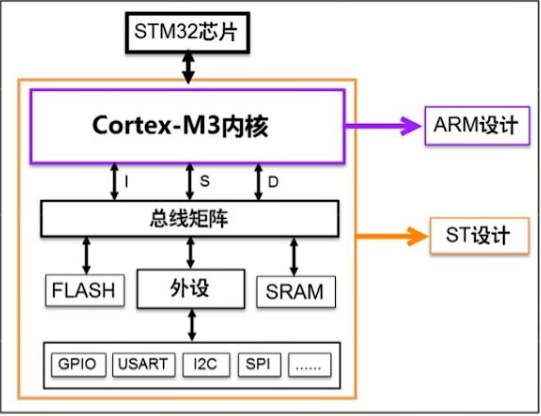 STM32芯片
Cortex-M3内核
ARM设计
I S D
总线矩阵
ST设计
FLASH 外设 SRAM
GPIO USART I2C SPI ......